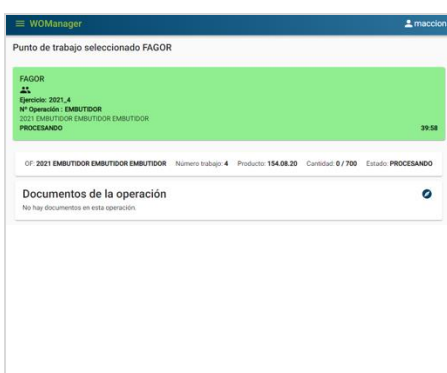 WOManager
maccion
Punto de trabajo seleccionado FAGOR
FAGOR
Ejercicio: 2021_4
Nº Operación : EMBUTIDOR
2021 EMBUTIDOR EMBUTIDOR EMBUTIDOR
PROCESANDO 39:58
OF: 2021 EMBUTIDOR EMBUTIDOR EMBUTIDOR Número trabajo: 4 Producto: 154.08.20 Cantidad: 0 / 700 Estado: PROCESANDO
Documentos de la operación
No hay documentos en esta operación.